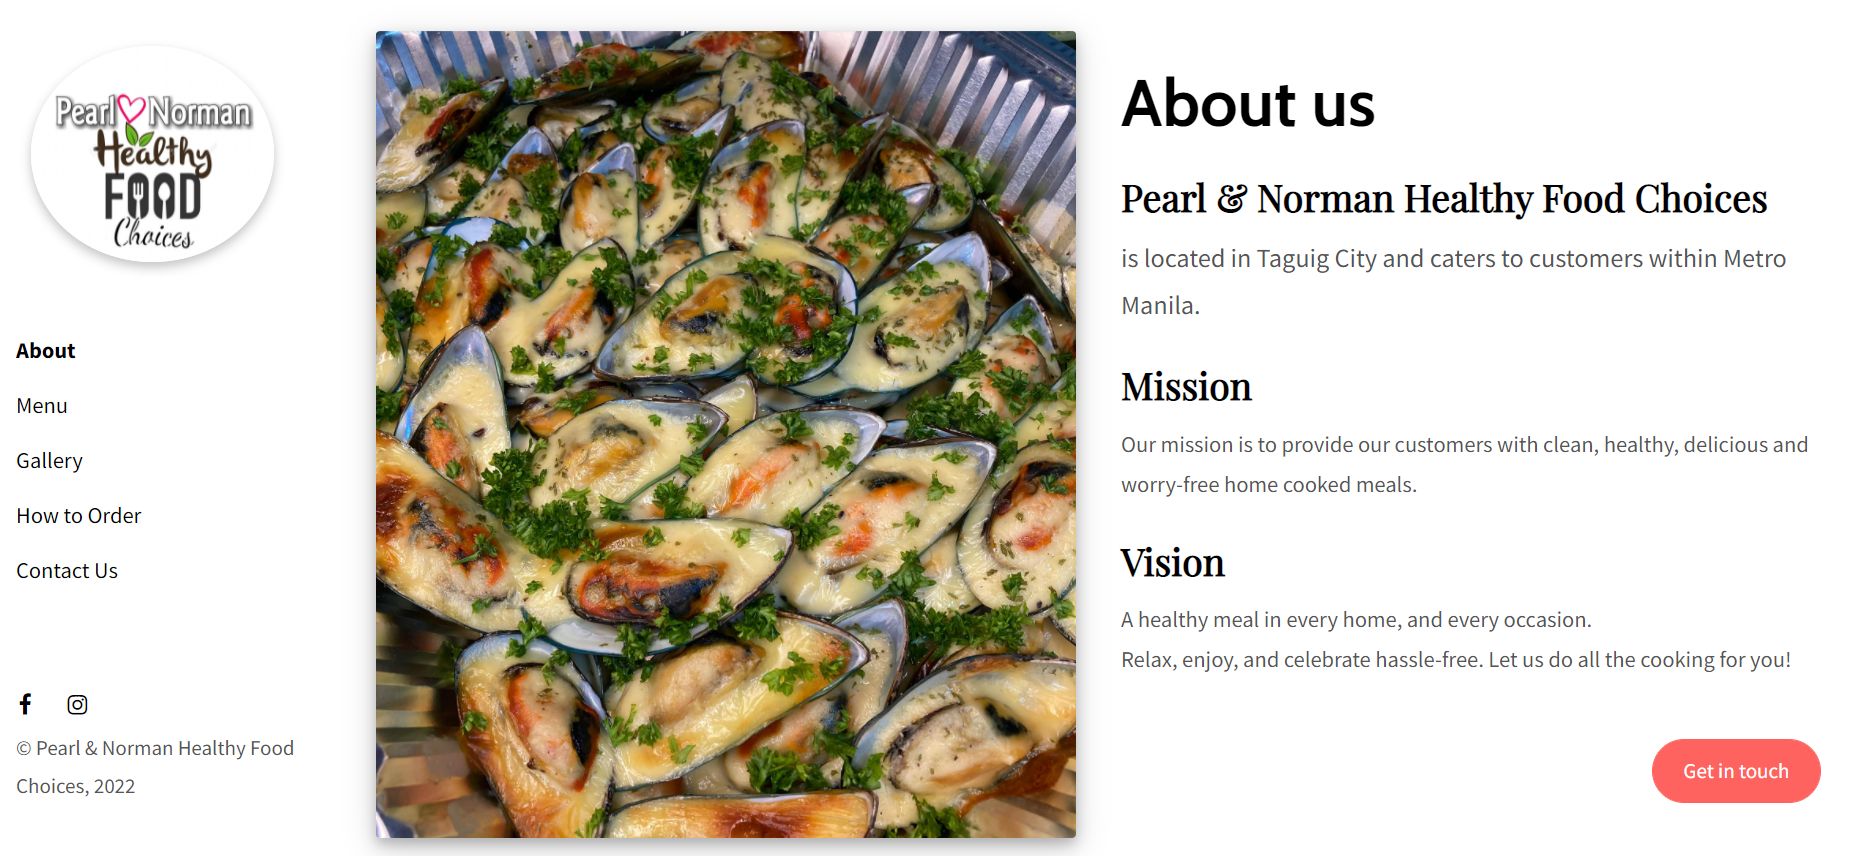 Pearl Norman
Healthy
FOOD
Choices
About
Menu
Gallery
How to Order
Contact Us
© Pearl & Norman Healthy Food
Choices, 2022
About us
Pearl & Norman Healthy Food Choices
is located in Taguig City and caters to customers within Metro
Manila.
Mission
Our mission is to provide our customers with clean, healthy, delicious and
worry-free home cooked meals.
Vision
A healthy meal in every home, and every occasion.
Relax, enjoy, and celebrate hassle-free. Let us do all the cooking for you!
Get in touch